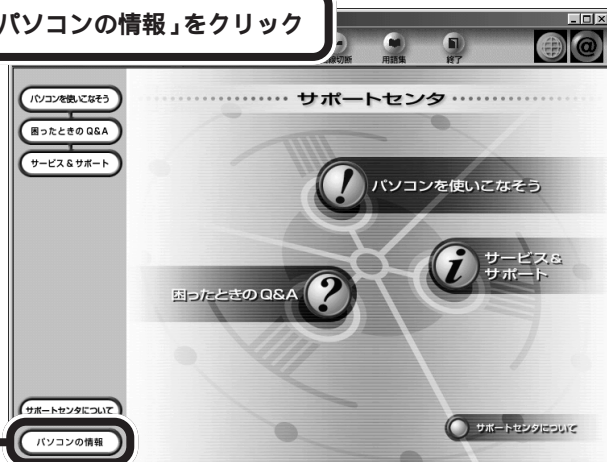 パソコンの情報」をクリック
用語集
終了
サポートセンタ
パソコンを使いこなそう
困ったときの Q&A
サービス & サポート
パソコンを使いこなそう
サービス&
サポート
困ったときの Q&A
サポートセンタについて
サポートセンタについて
パソコンの情報